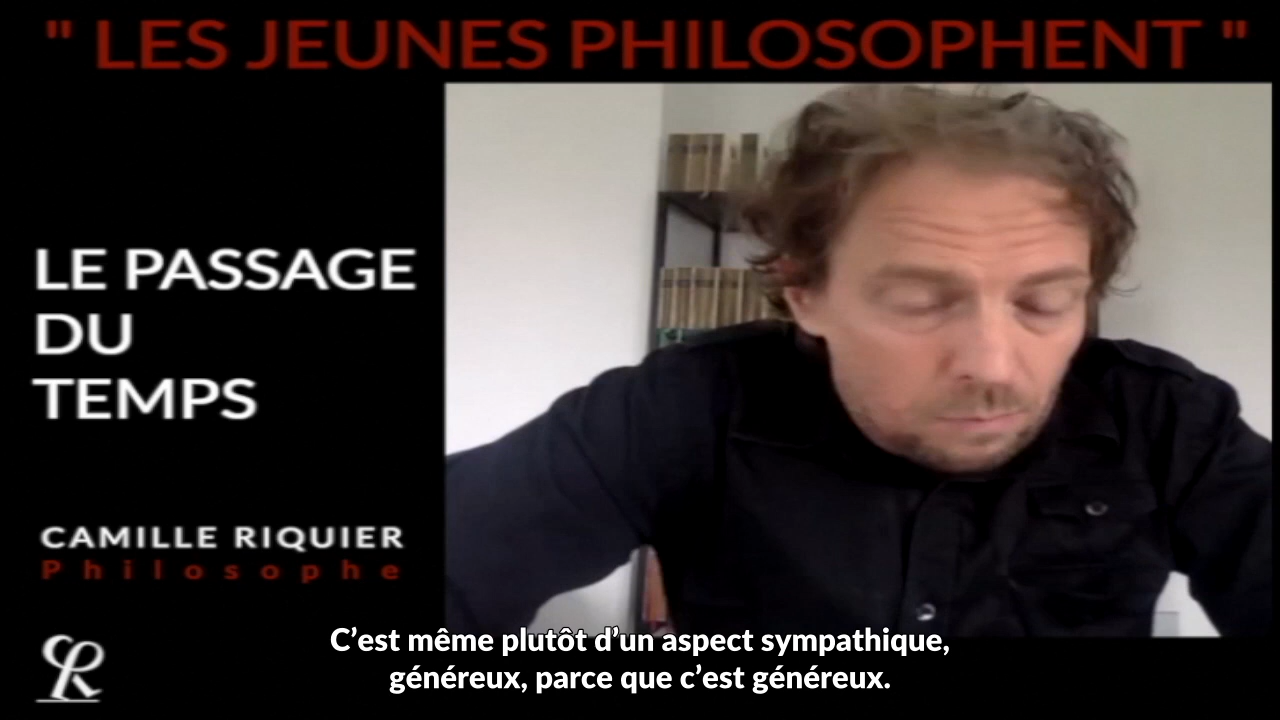 " LES JEUNES PHILOSOPHENT "
LE PASSAGE
DU
TEMPS
CAMILLE RIQUIER
Philosophe
LR
C’est même plutôt d’un aspect sympathique,
généreux, parce que c’est généreux.